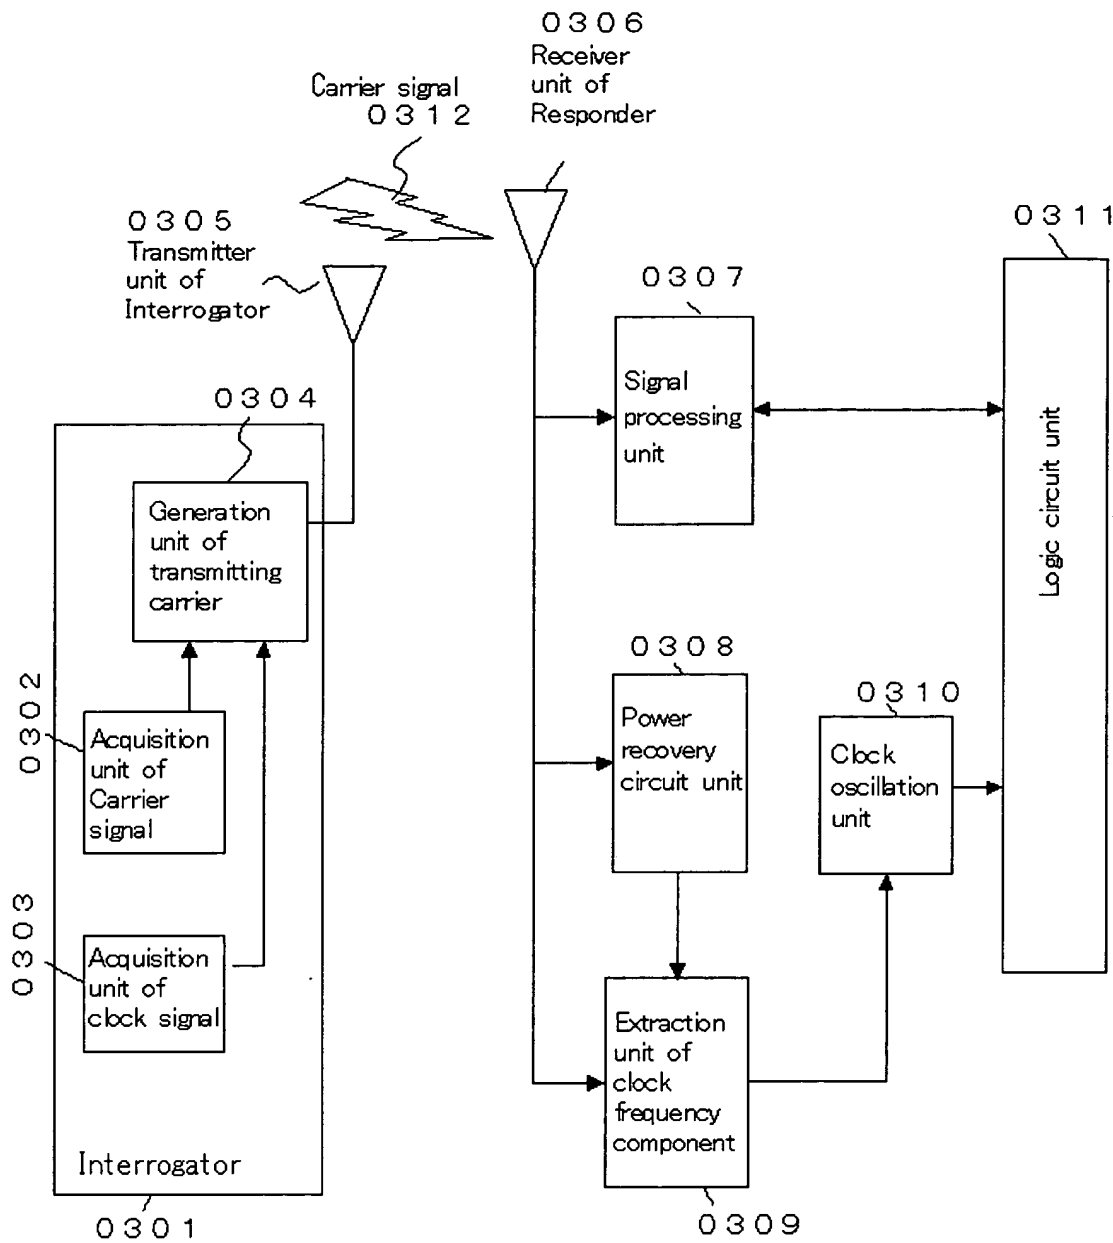 0306
Receiver
unit of
Responder
Carrier signal
0312
0305
Transmitter
unit of
Interrogator
0311
0307
Signal
processing
unit
Logic circuit unit
0304
Generation
unit of
transmitting
carrier
0302
Acquisition
unit of
Carrier
signal
0308
Power
recovery
circuit unit
0310
Clock
oscillation
unit
0303
Acquisition
unit of
clock signal
Extraction
unit of
clock
frequency
component
Interrogator
0301
0309